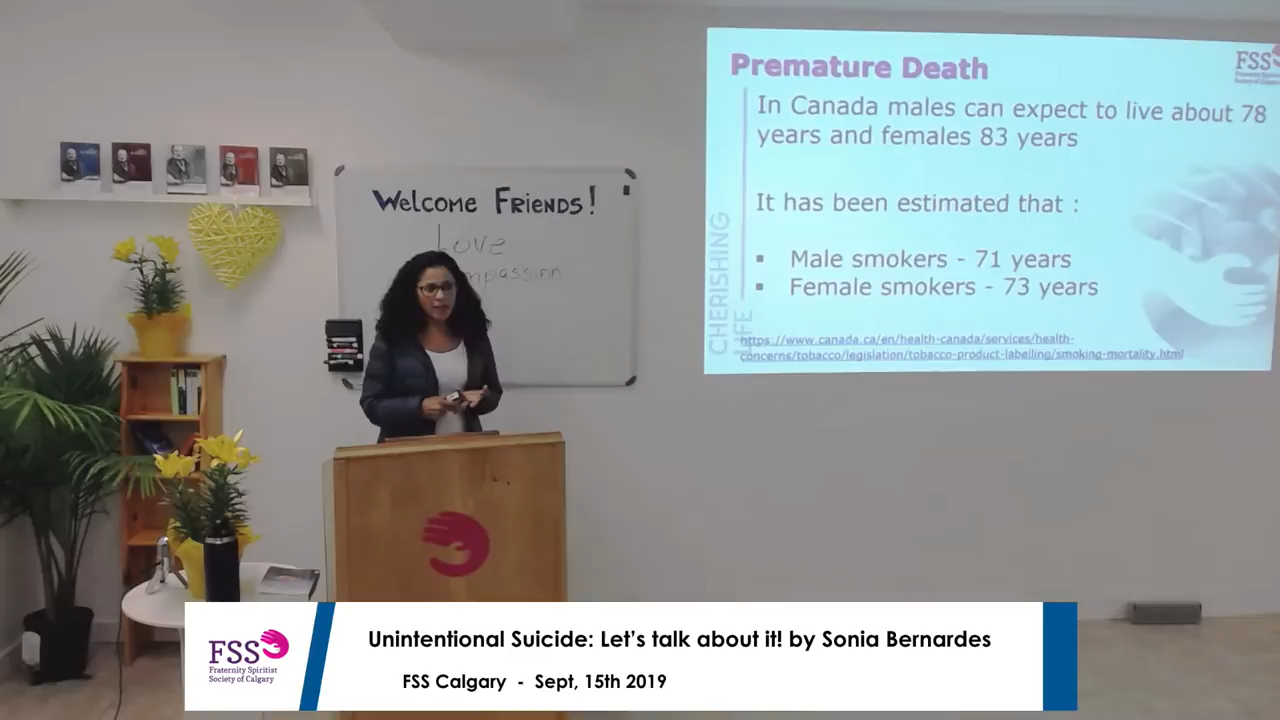 Premature Death
FSS
In Canada males can expect to live about 78
years and females 83 years
It has been estimated that :
▪ Male smokers - 71 years
▪ Female smokers - 73 years
CHERISHING
LIFE
https://www.canada.ca/en/health-canada/services/health-
concerns/tobacco/legislation/tobacco-product-labelling/smoking-mortality.html
Welcome Friends!
Love
mpassion
FSS
Fraternity Spiritist
Society of Calgary
Unintentional Suicide: Let's talk about it! by Sonia Bernardes
FSS Calgary - Sept, 15th 2019